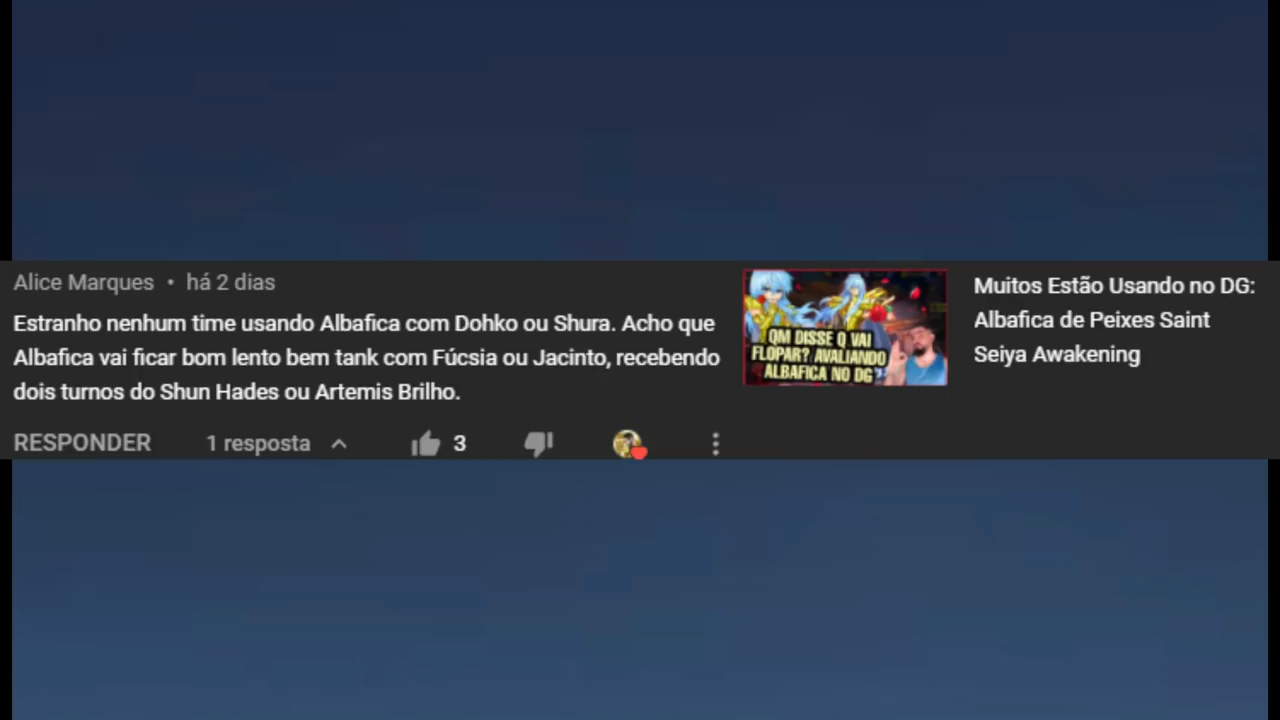 Alice Marques • há 2 dias
Estranho nenhum time usando Albafica com Dohko ou Shura. Acho que
Albafica vai ficar bom lento bem tank com Fúcsia ou Jacinto, recebendo
dois turnos do Shun Hades ou Artemis Brilho.
RESPONDER 1 resposta 3
QM DISSE Q VAI
FLOPAR? AVALIANDO
ALBAFICA NO DG
Muitos Estão Usando no DG:
Albafica de Peixes Saint
Seiya Awakening